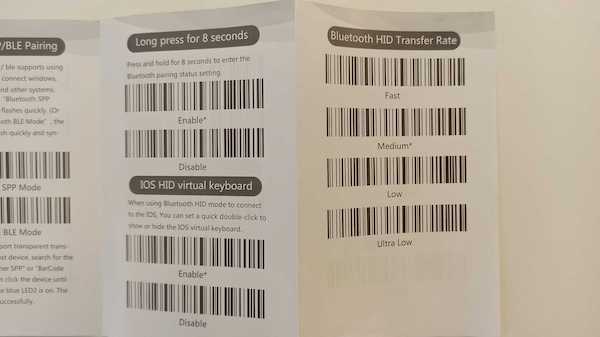 /BLE Pairing
/ ble supports using
connect windows,
nd other systems.
"Bluetooth SPP
flashes quickly. (Or
oth BLE Mode" , the
sh quickly and syn-
SPP Mode
BLE Mode
port transparent trans-
st device, search for the
ner SPP" or "BarCode
n click the device until
e blue LED2 is on. The
uccessfully.
Long press for 8 seconds
Press and hold for 8 seconds to enter the
Bluetooth pairing status setting.
Enable*
Disable
IOS HID virtual keyboard
When using Bluetooth HID mode to connect
to the IOS, You can set a quick double-click to
show or hide the IOS virtual keyboard.
Enable*
Disable
Bluetooth HID Transfer Rate
Fast
Medium*
Low
Ultra Low